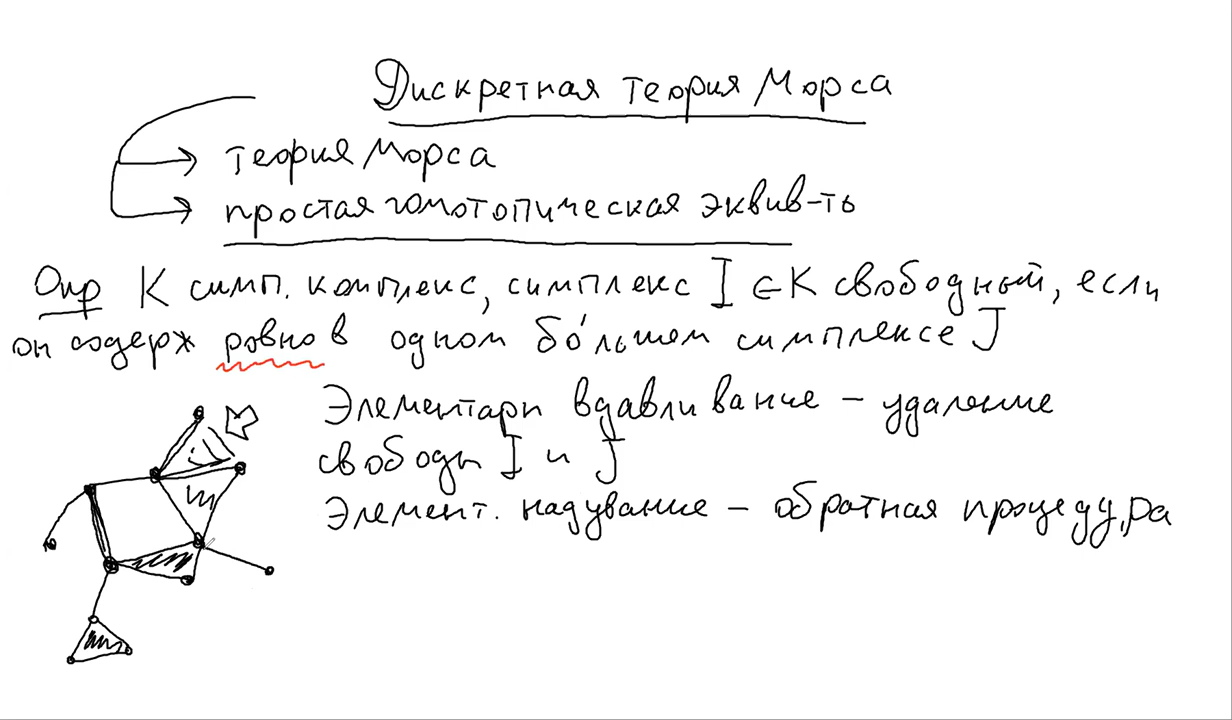 Дискретная теория Морса
теория Морса
простая гомотопическая эквив-ть
Опр K симп. комплекс, симплекс I ∈ K свободный, если
он содерж ровно в одном бо́льшем симплексе J
Элементарн вдавливание – удаление
свободн I и J
Элемент. надувание – обратная процедура